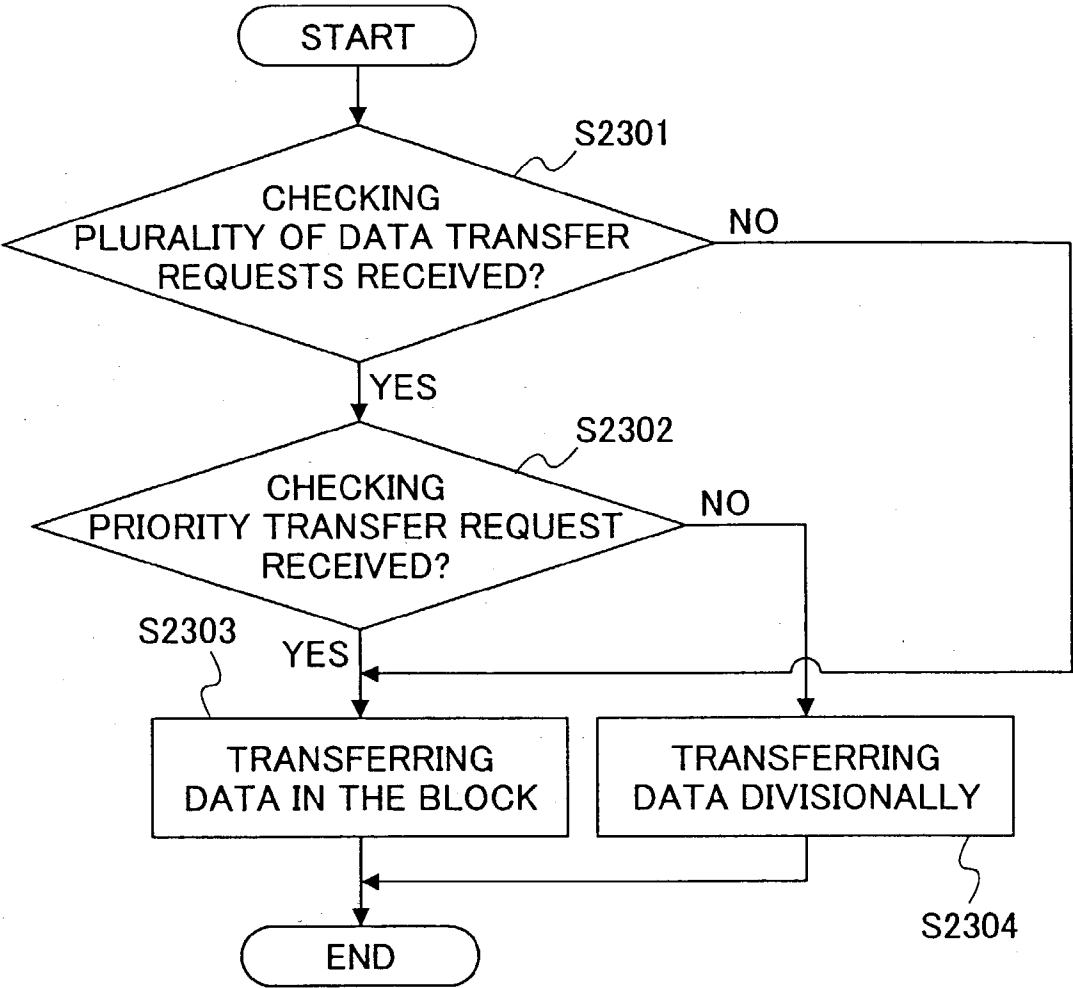 START
S2301
CHECKING
PLURALITY OF DATA TRANSFER
REQUESTS RECEIVED?
NO
YES
S2302
CHECKING
PRIORITY TRANSFER REQUEST
RECEIVED?
NO
S2303
YES
TRANSFERRING
DATA IN THE BLOCK
TRANSFERRING
DATA DIVISIONALLY
S2304
END